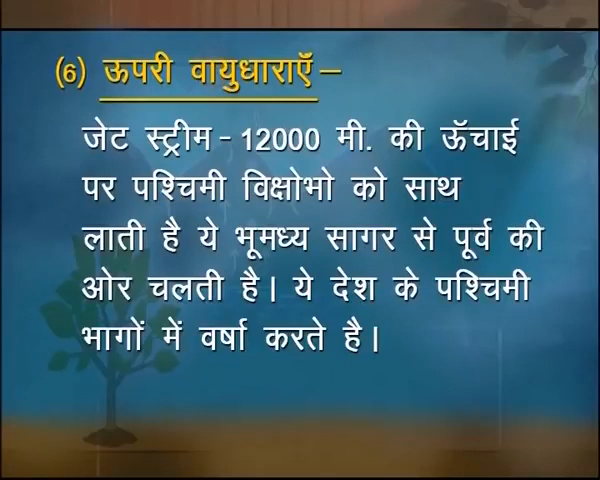 (6) ऊपरी वायुधाराएँ –
जेट स्ट्रीम - 12000 मी. की ऊँचाई
पर पश्चिमी विक्षोभो को साथ
लाती है ये भूमध्य सागर से पूर्व की
ओर चलती है। ये देश के पश्चिमी
भागों में वर्षा करते है।